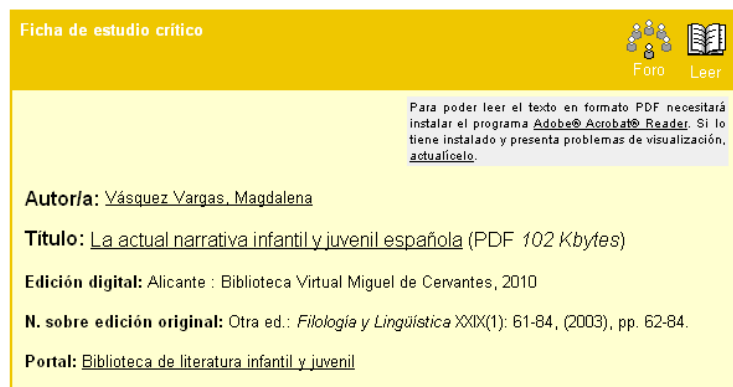 Ficha de estudio crítico
Foro
Leer
Para poder leer el texto en formato PDF necesitará
instalar el programa Adobe® Acrobat® Reader. Si lo
tiene instalado y presenta problemas de visualización,
actualícelo.
Autor/a: Vásquez Vargas, Magdalena
Título: La actual narrativa infantil y juvenil española (PDF 102 Kbytes)
Edición digital: Alicante : Biblioteca Virtual Miguel de Cervantes, 2010
N. sobre edición original: Otra ed.: Filología y Lingüística XXIX(1): 61-84, (2003), pp. 62-84.
Portal: Biblioteca de literatura infantil y juvenil